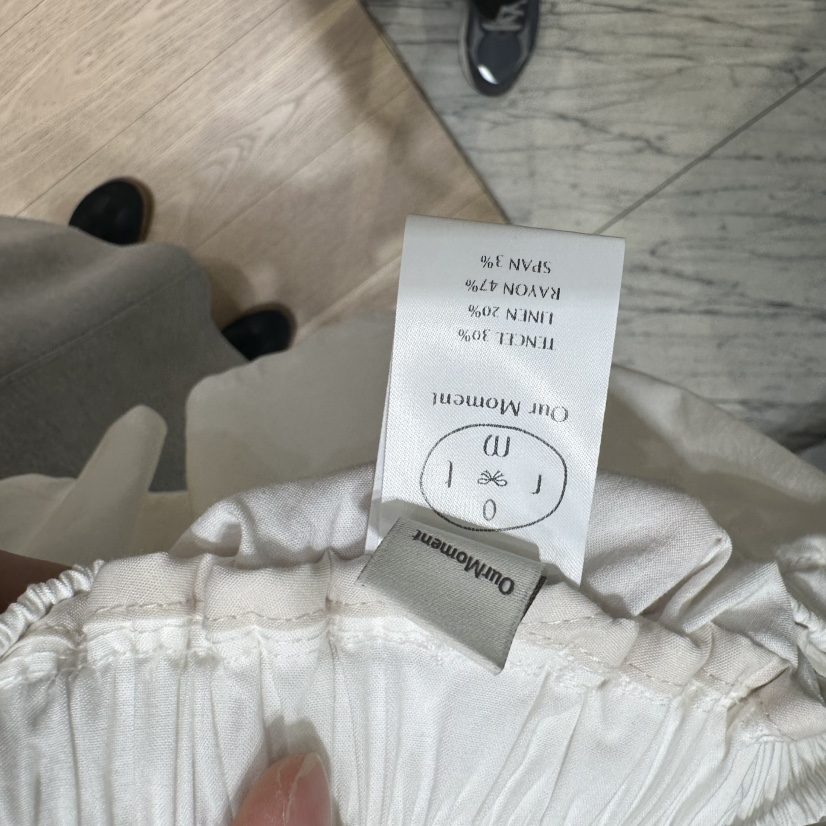 OurMoment
o
r t
m
Our Moment
TENCEL 30%
LINEN 20%
RAYON 47%
SPAN 3%